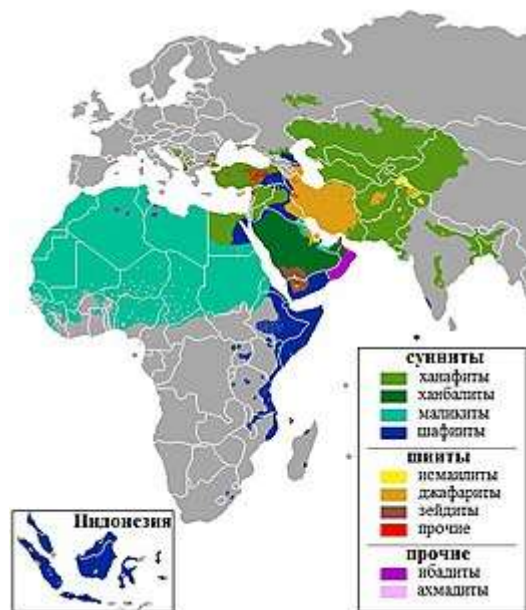 сунниты
ханафиты
ханбалиты
маликиты
шафииты
шииты
исмаилиты
джафариты
зейдиты
прочие
прочие
ибадиты
ахмадиты
Индонезия